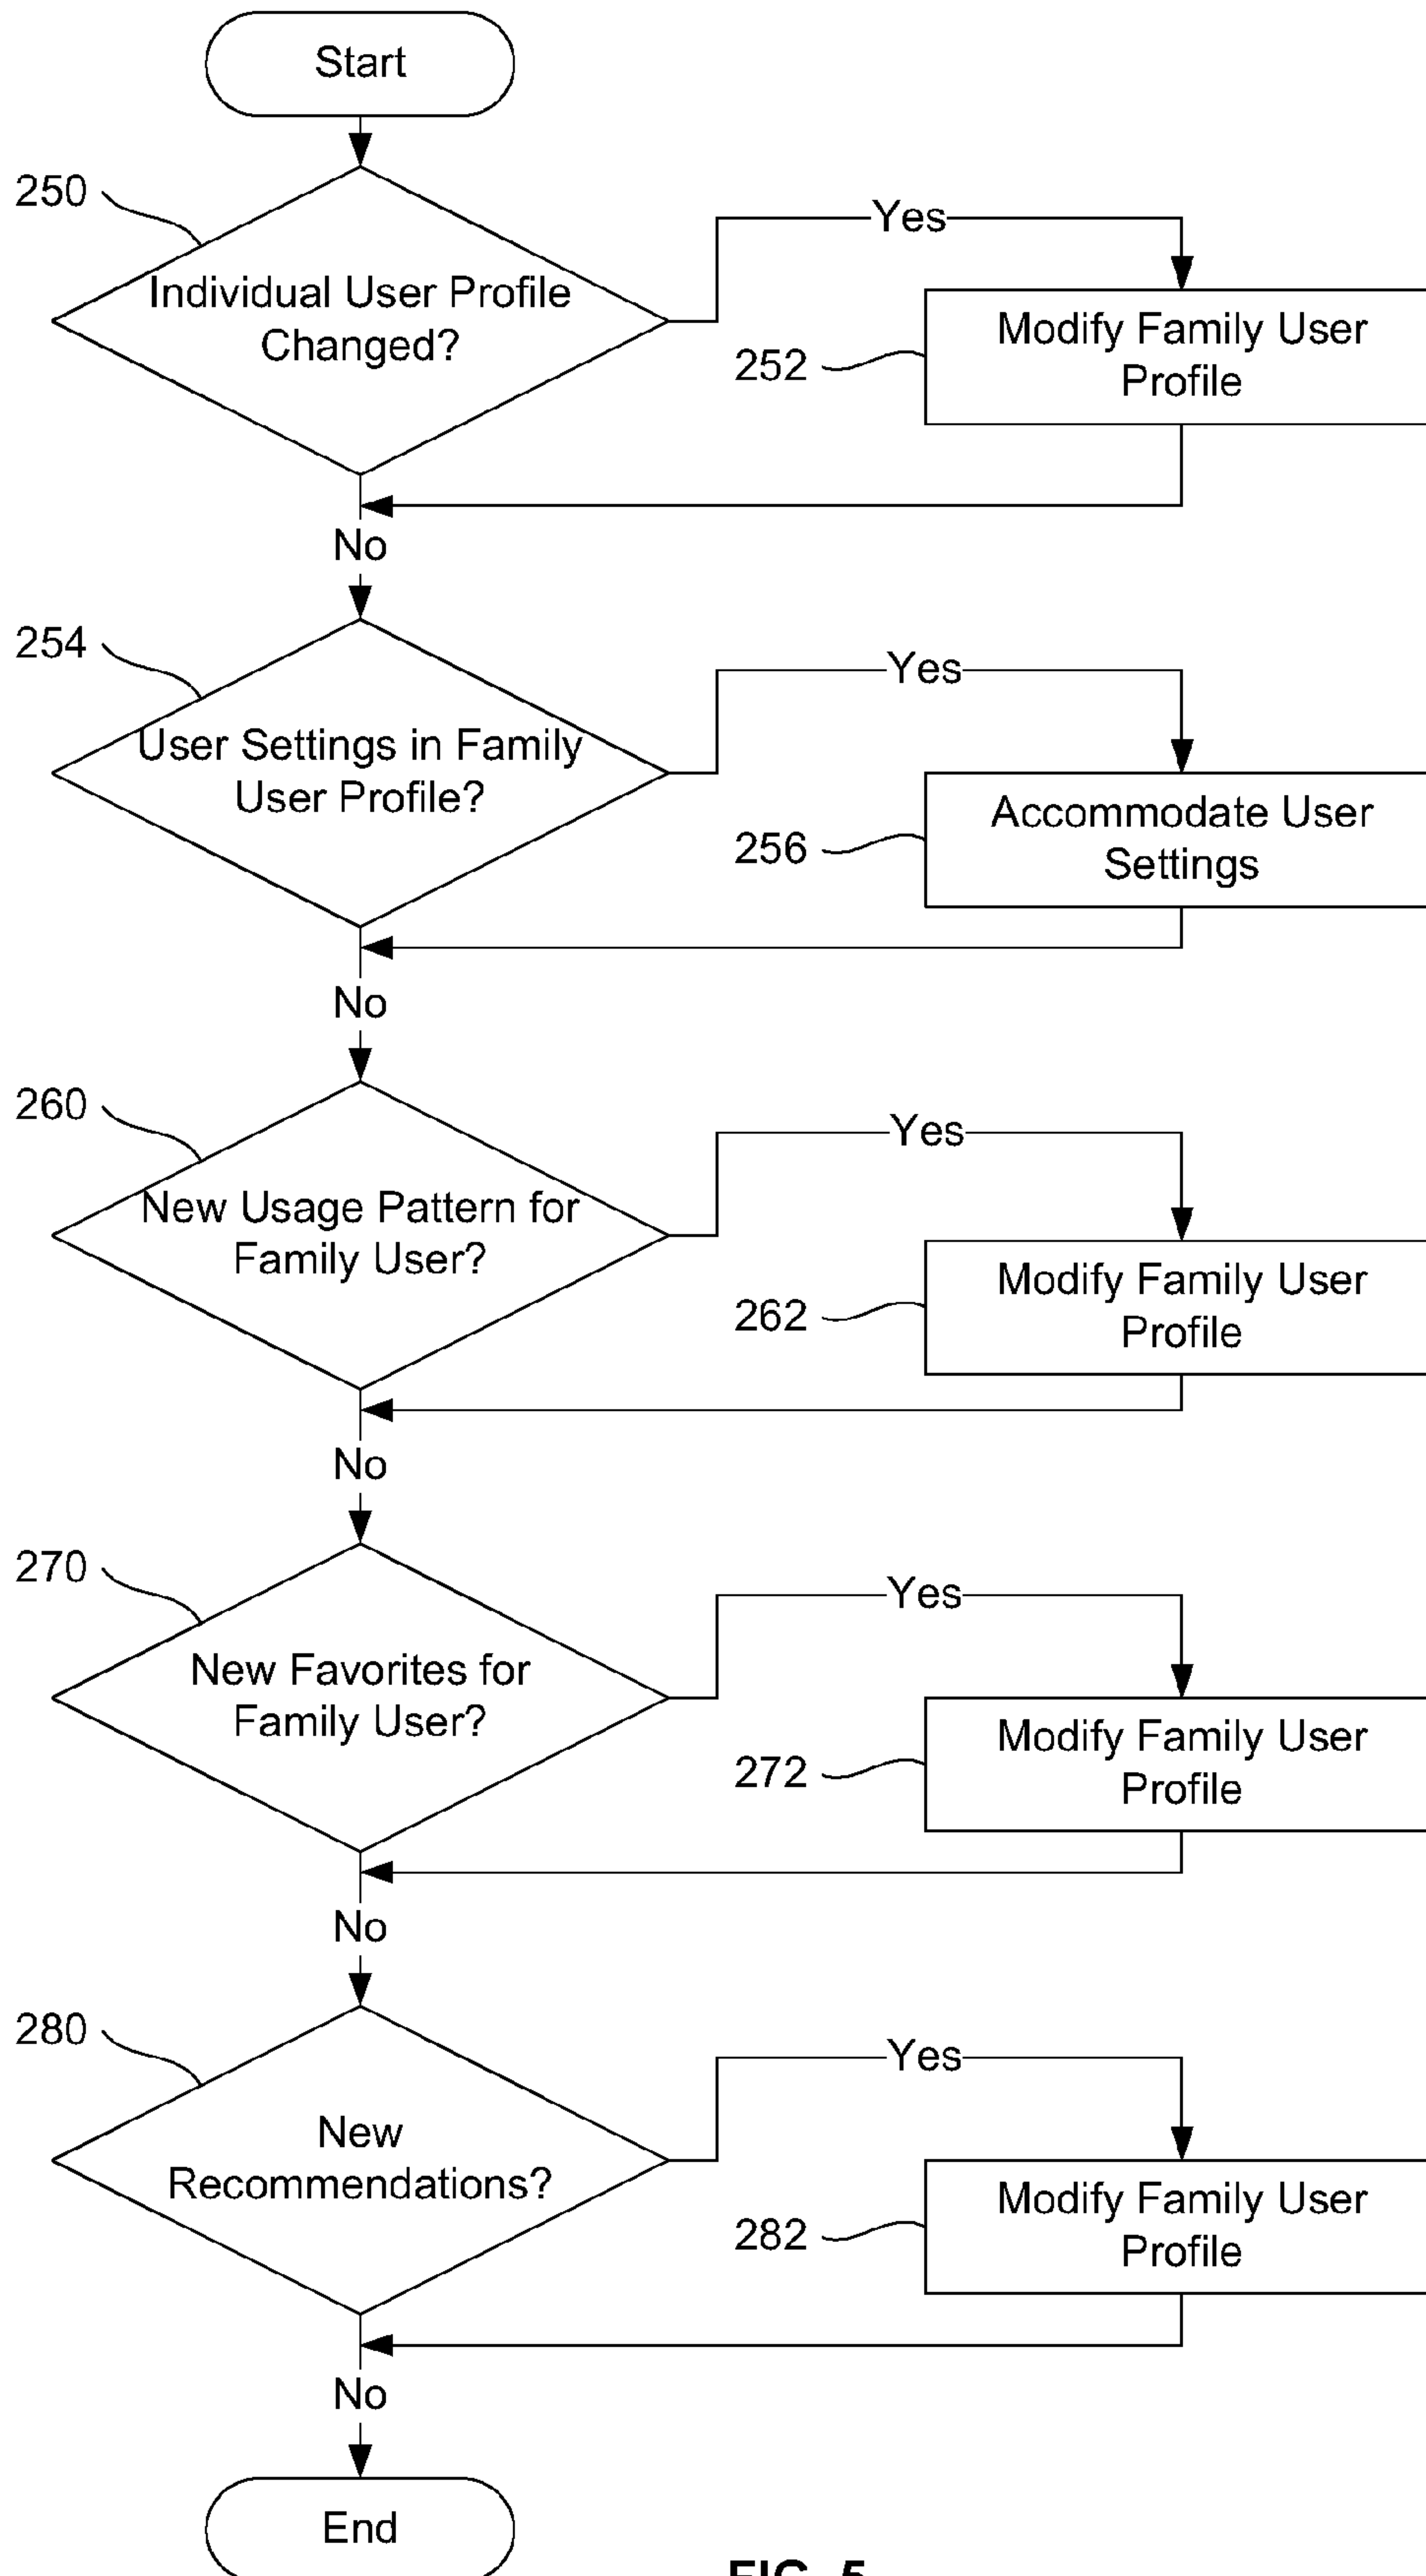 Start
250
Individual User Profile
Changed?
Yes
252
Modify Family User
Profile
No
254
User Settings in Family
User Profile?
Yes
256
Accommodate User
Settings
No
260
New Usage Pattern for
Family User?
Yes
262
Modify Family User
Profile
No
270
New Favorites for
Family User?
Yes
272
Modify Family User
Profile
No
280
New
Recommendations?
Yes
282
Modify Family User
Profile
No
End
FIG. 5